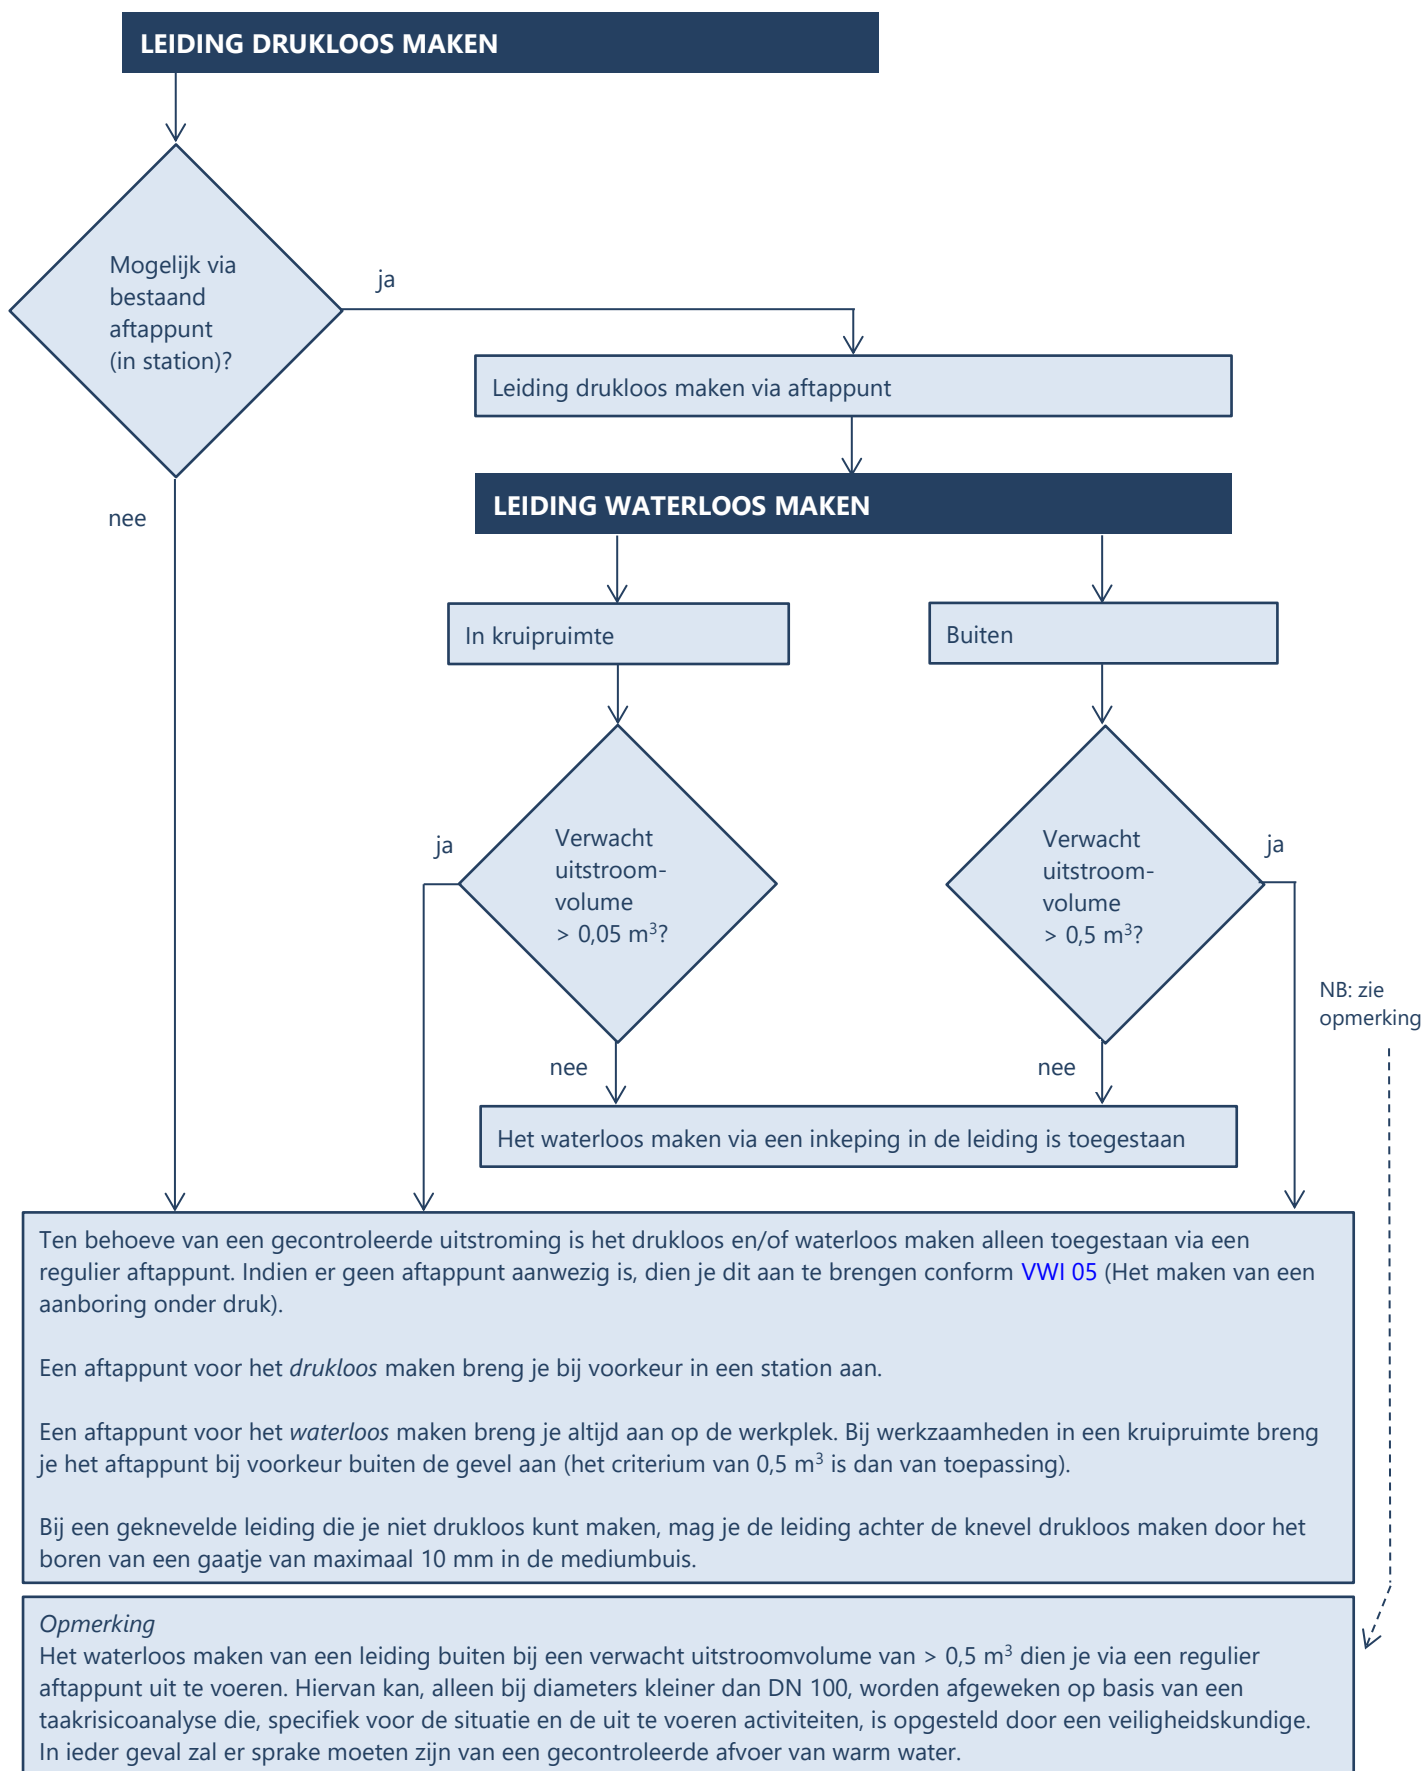 LEIDING DRUKLOOS MAKEN
Mogelijk via
bestaand
aftappunt
(in station)?
ja
Leiding drukloos maken via aftappunt
LEIDING WATERLOOS MAKEN
nee
In kruipruimte
Buiten
ja
Verwacht
uitstroom-
volume
> 0,05 m³?
Verwacht
uitstroom-
volume
> 0,5 m³?
ja
NB: zie
opmerking
nee
nee
Het waterloos maken via een inkeping in de leiding is toegestaan
Ten behoeve van een gecontroleerde uitstroming is het drukloos en/of waterloos maken alleen toegestaan via een
regulier aftappunt. Indien er geen aftappunt aanwezig is, dien je dit aan te brengen conform VWI 05 (Het maken van een
aanboring onder druk).
Een aftappunt voor het drukloos maken breng je bij voorkeur in een station aan.
Een aftappunt voor het waterloos maken breng je altijd aan op de werkplek. Bij werkzaamheden in een kruipruimte breng
je het aftappunt bij voorkeur buiten de gevel aan (het criterium van 0,5 m³ is dan van toepassing).
Bij een geknevelde leiding die je niet drukloos kunt maken, mag je de leiding achter de knevel drukloos maken door het
boren van een gaatje van maximaal 10 mm in de mediumbuis.
Opmerking
Het waterloos maken van een leiding buiten bij een verwacht uitstroomvolume van > 0,5 m³ dien je via een regulier
aftappunt uit te voeren. Hiervan kan, alleen bij diameters kleiner dan DN 100, worden afgeweken op basis van een
taakrisicoanalyse die, specifiek voor de situatie en de uit te voeren activiteiten, is opgesteld door een veiligheidskundige.
In ieder geval zal er sprake moeten zijn van een gecontroleerde afvoer van warm water.